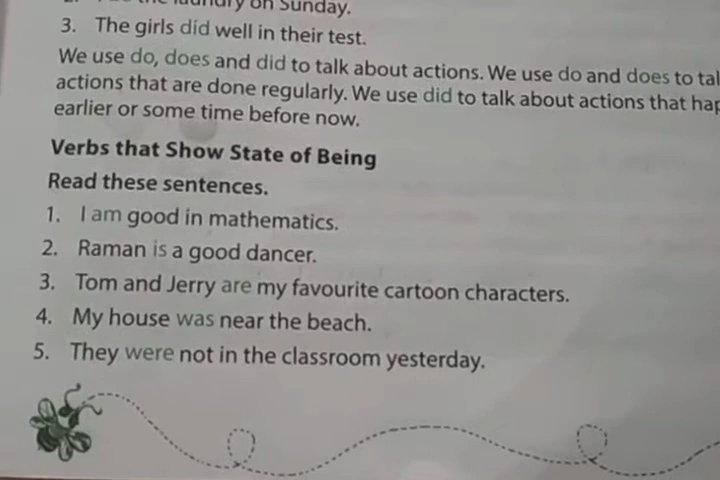 laundry on Sunday.
3. The girls did well in their test.
We use do, does and did to talk about actions. We use do and does to
actions that are done regularly. We use did to talk about actions that
earlier or some time before now.
Verbs that Show State of Being
Read these sentences.
1. I am good in mathematics.
2. Raman is a good dancer.
3. Tom and Jerry are my favourite cartoon characters.
4. My house was near the beach.
5. They were not in the classroom yesterday.